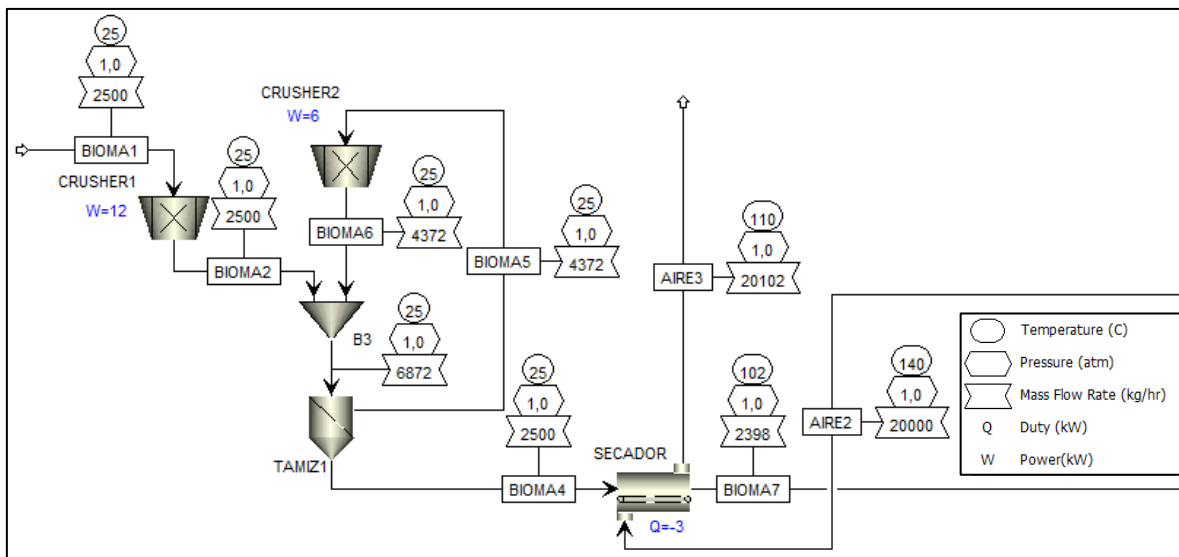 25
1,0
2500
BIOMA1
CRUSHER1
W=12
25
1,0
2500
BIOMA2
CRUSHER2
W=6
25
1,0
4372
BIOMA6
25
1,0
4372
BIOMA5
B3
25
1,0
6872
TAMIZ1
25
1,0
2500
BIOMA4
SECADOR
Q=-3
102
1,0
2398
BIOMA7
110
1,0
20102
AIRE3
140
1,0
20000
AIRE2
Temperature (C)
Pressure (atm)
Mass Flow Rate (kg/hr)
Q Duty (kW)
W Power(kW)